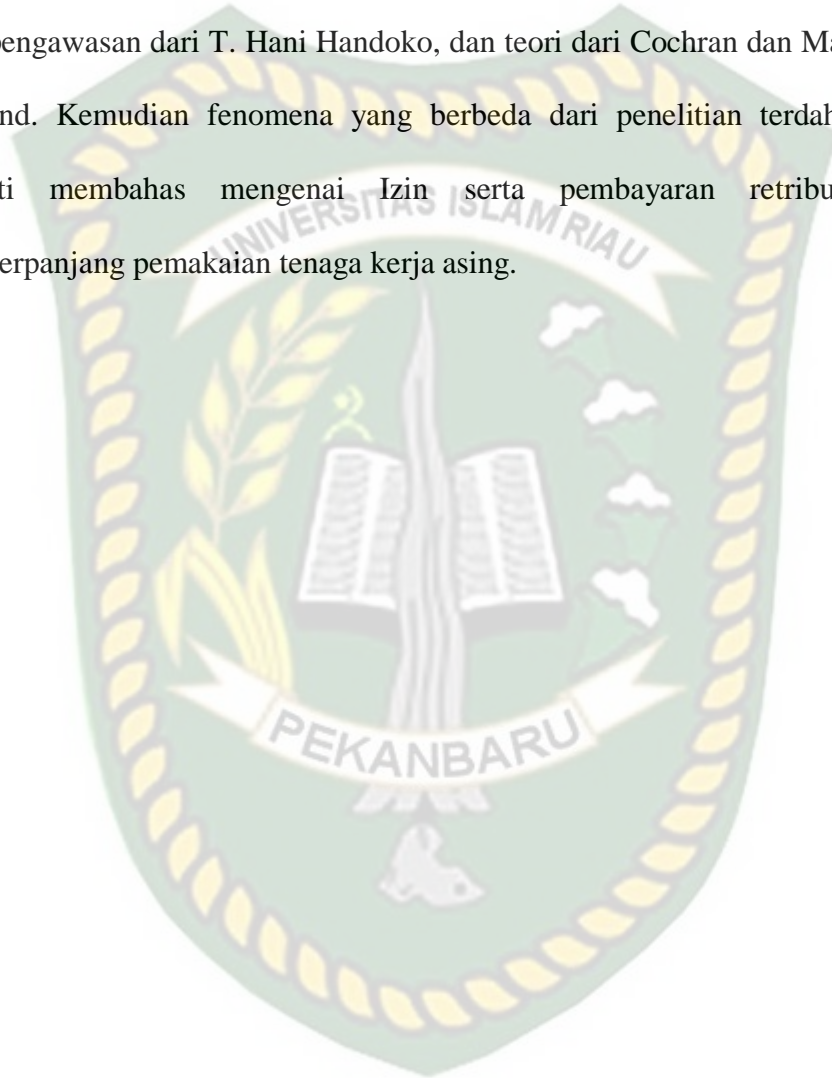 pengawasan dari T. Hani Handoko, dan teori dari Cochran dan Ma
nd. Kemudian fenomena yang berbeda dari penelitian terdah
ti membahas mengenai Izin serta pembayaran retribu
erpanjang pemakaian tenaga kerja asing.
UNIVERSITAS ISLAM RIAU
PEKANBARU